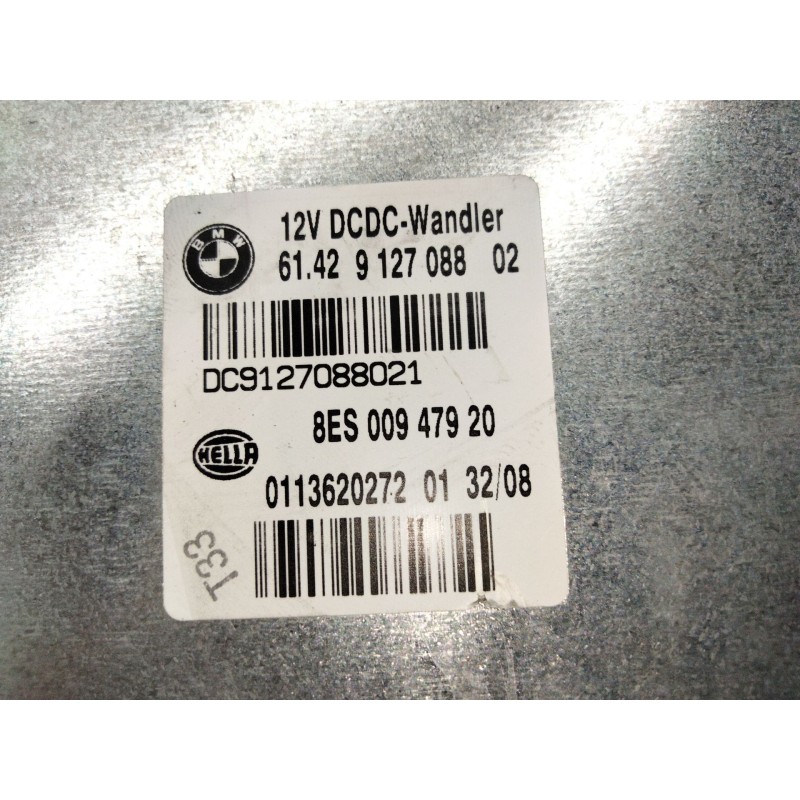 BMW
12V DCDC-Wandler
61.42 9 127 088 02
DC9127088021
8ES 009 479 20
HELLA
0113620272 01 32/08
T33